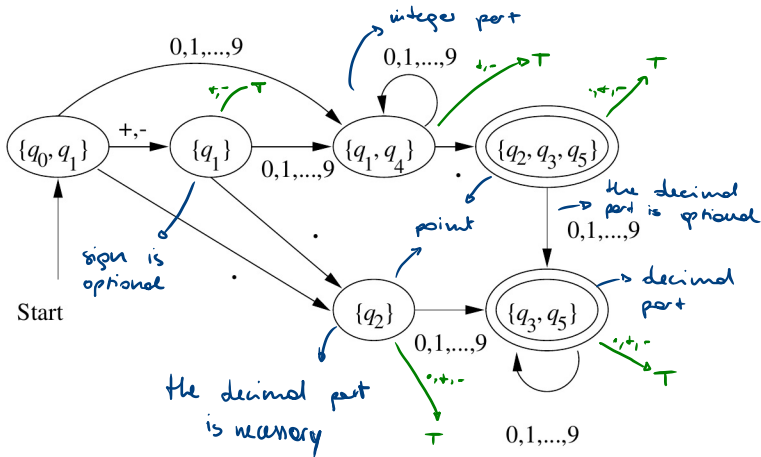 integer part
0,1,...,9
0,1,...,9
+,-
T
.,+,-
T
+,-
T
+,-
{q0, q1}
{q1}
{q1, q4}
{q2, q3, q5}
0,1,...,9
.
the decimal
part is optional
0,1,...,9
point
.
sign is
optional
.
decimal
part
Start
{q2}
{q3, q5}
0,1,...,9
.,+,-
T
.,+,-
T
the decimal part
is necessory
0,1,...,9